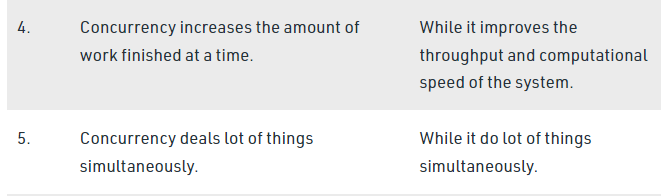 4. Concurrency increases the amount of While it improves the
work finished at a time. throughput and computational
speed of the system.
5. Concurrency deals lot of things While it do lot of things
simultaneously. simultaneously.